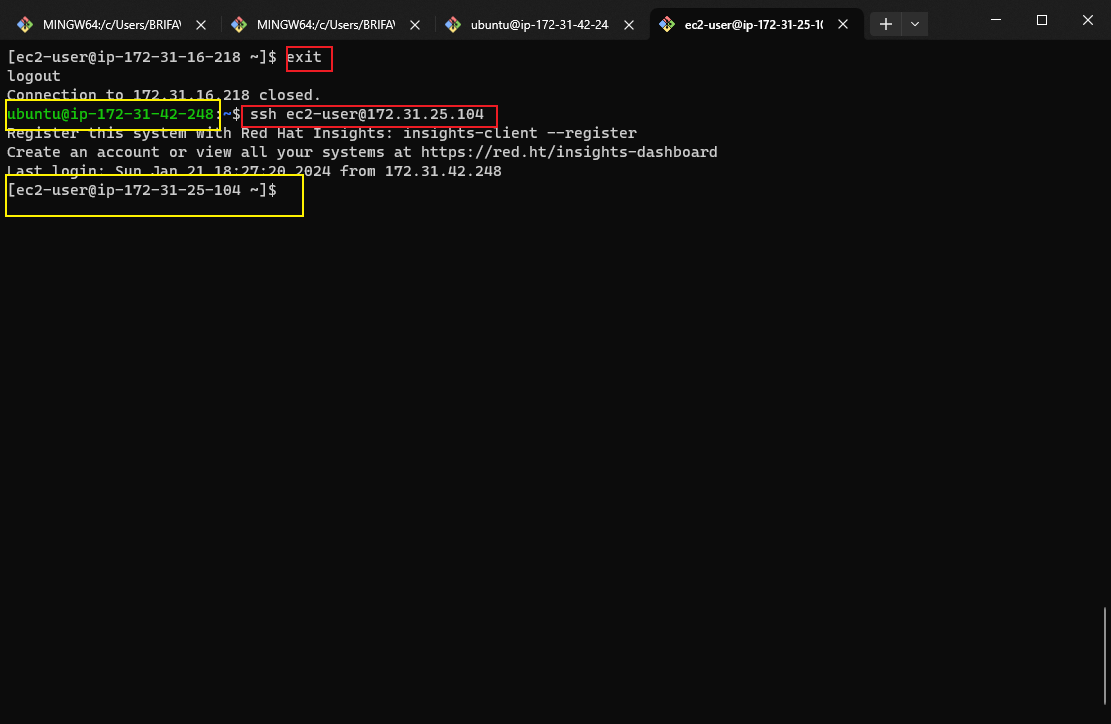 MINGW64:/c/Users/BRIFA
MINGW64:/c/Users/BRIFA
ubuntu@ip-172-31-42-24
ec2-user@ip-172-31-25-10
[ec2-user@ip-172-31-16-218 ~]$ exit
logout
Connection to 172.31.16.218 closed.
ubuntu@ip-172-31-42-248:~$ ssh ec2-user@172.31.25.104
Register this system with Red Hat Insights: insights-client --register
Create an account or view all your systems at https://red.ht/insights-dashboard
Last login: Sun Jan 21 18:27:20 2024 from 172.31.42.248
[ec2-user@ip-172-31-25-104 ~]$